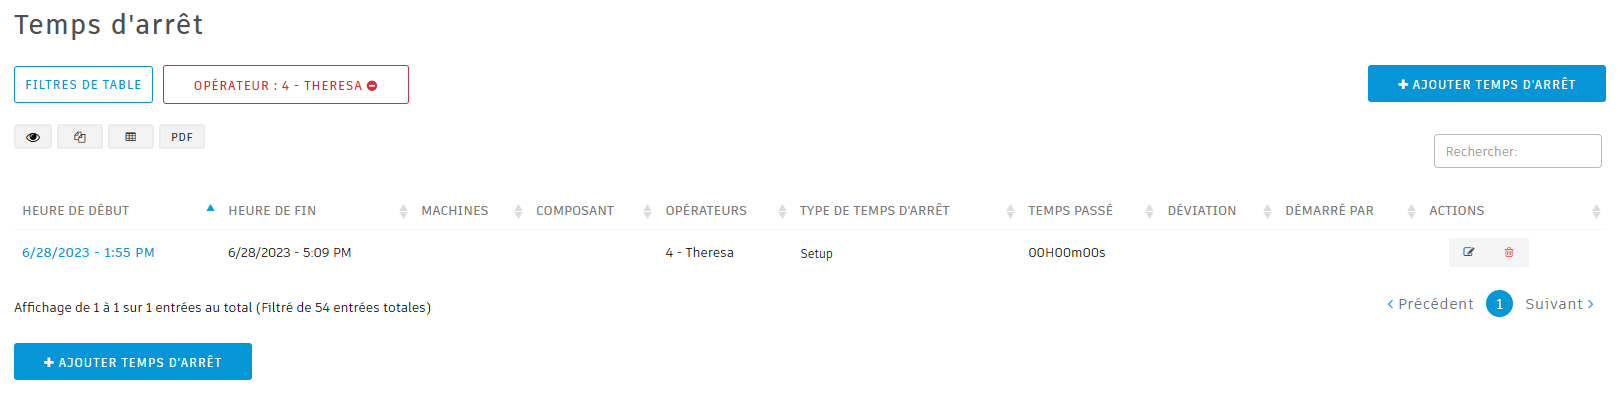 Temps d'arrêt
FILTRES DE TABLE
OPÉRATEUR : 4 - THERESA
AJOUTER TEMPS D'ARRÊT
PDF
Rechercher:
HEURE DE DÉBUT HEURE DE FIN MACHINES COMPOSANT OPÉRATEURS TYPE DE TEMPS D'ARRÊT TEMPS PASSÉ DÉVIATION DÉMARRÉ PAR ACTIONS
6/28/2023 - 1:55 PM 6/28/2023 - 5:09 PM 4 - Theresa Setup 00H00m00s
Affichage de 1 à 1 sur 1 entrées au total (Filtré de 54 entrées totales)
Précédent 1 Suivant
AJOUTER TEMPS D'ARRÊT